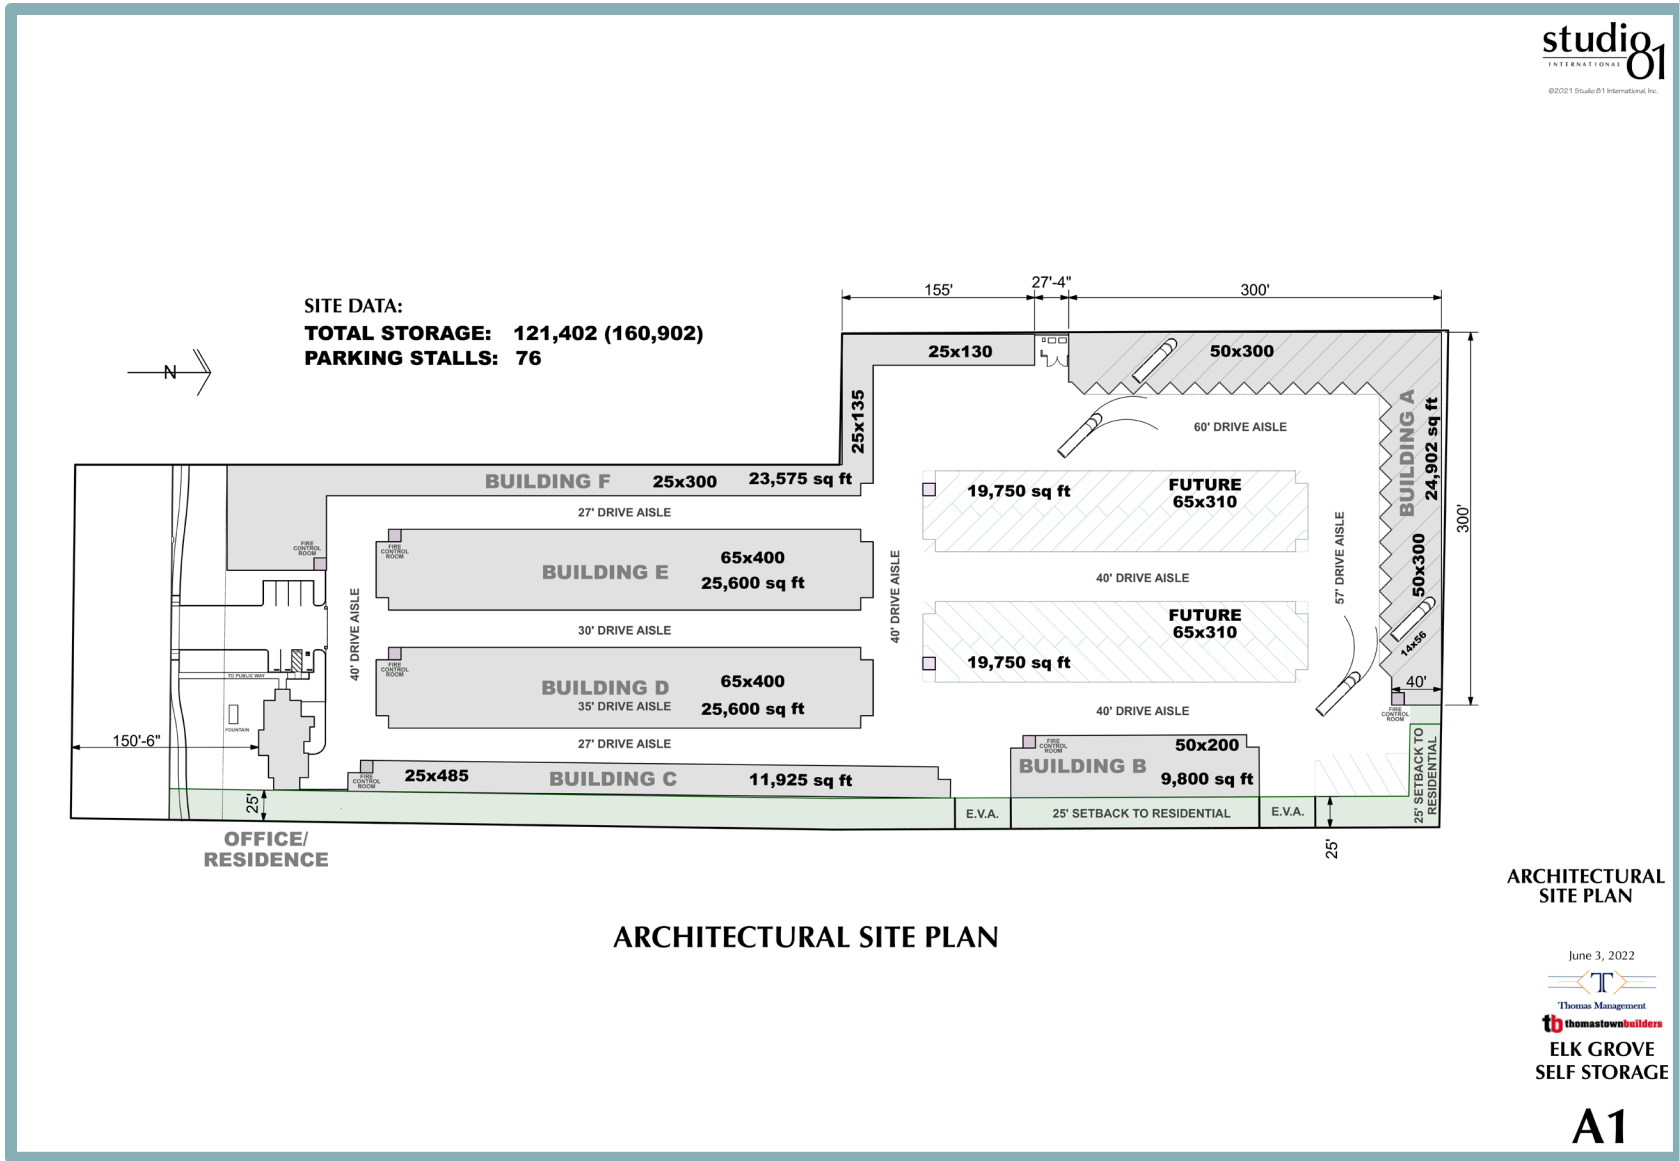 studio
81
INTERNATIONAL
©2021 Studio 81 International, Inc.
SITE DATA:
TOTAL STORAGE: 121,402 (160,902)
PARKING STALLS: 76
N
155'
27'-4"
300'
25x130
50x300
25x135
60' DRIVE AISLE
BUILDING A
24,902 sq ft
50x300
300'
14x56
40'
FIRE
CONTROL
ROOM
BUILDING F
25x300
23,575 sq ft
27' DRIVE AISLE
FIRE
CONTROL
ROOM
FIRE
CONTROL
ROOM
65x400
BUILDING E
25,600 sq ft
40' DRIVE AISLE
30' DRIVE AISLE
40' DRIVE AISLE
19,750 sq ft
FUTURE
65x310
40' DRIVE AISLE
57' DRIVE AISLE
FUTURE
65x310
19,750 sq ft
40' DRIVE AISLE
FIRE
CONTROL
ROOM
65x400
BUILDING D
35' DRIVE AISLE
25,600 sq ft
27' DRIVE AISLE
TO PUBLIC WAY
FOUNTAIN
150'-6"
25'
OFFICE/
RESIDENCE
FIRE
CONTROL
ROOM
25x485
BUILDING C
11,925 sq ft
FIRE
CONTROL
ROOM
50x200
BUILDING B
9,800 sq ft
E.V.A.
25' SETBACK TO RESIDENTIAL
E.V.A.
25'
25' SETBACK TO
RESIDENTIAL
ARCHITECTURAL SITE PLAN
ARCHITECTURAL
SITE PLAN
June 3, 2022
T
Thomas Management
tb thomastownbuilders
ELK GROVE
SELF STORAGE
A1